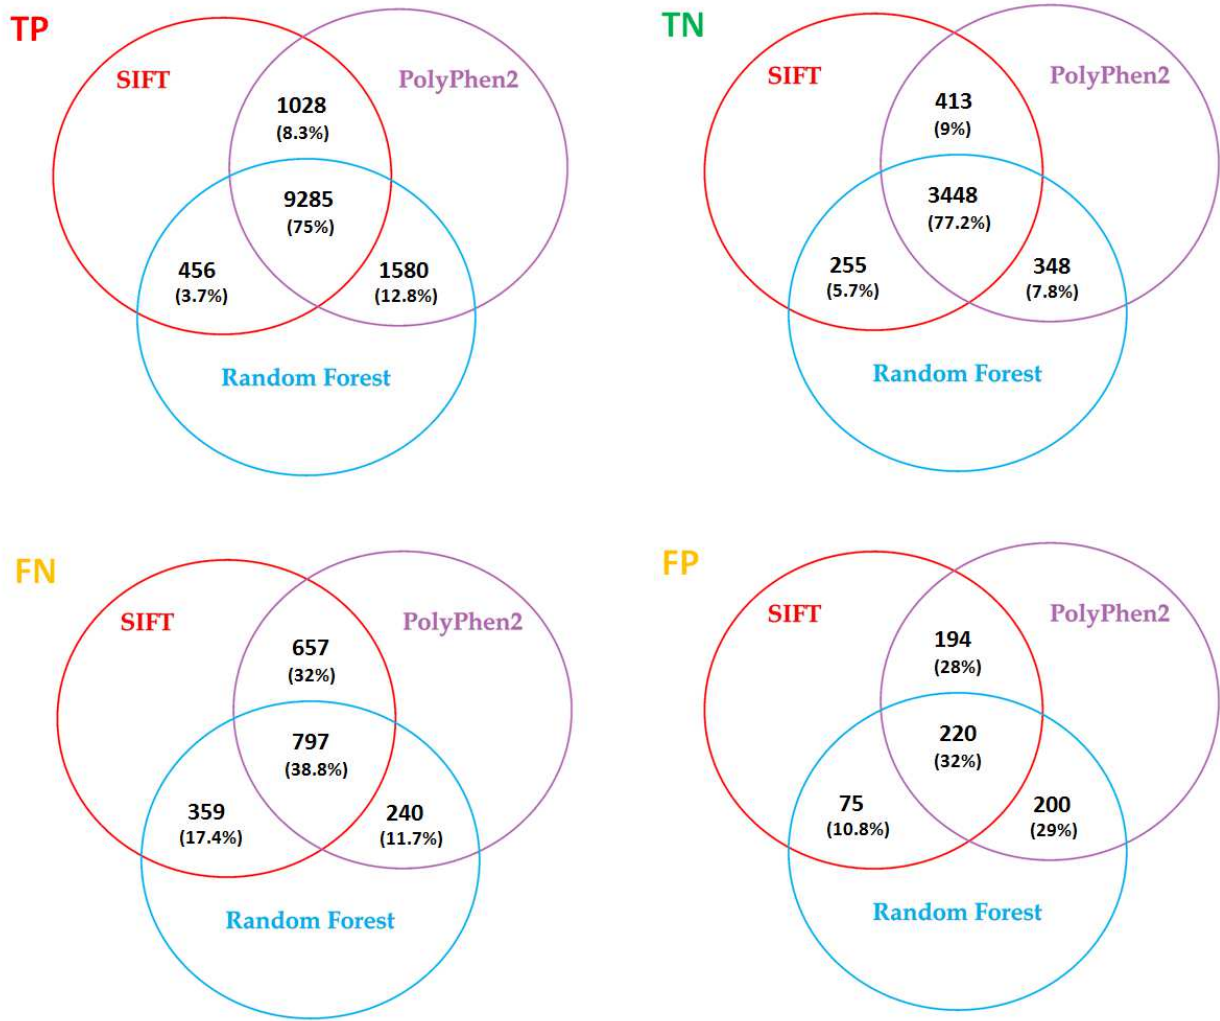 TP
SIFT
PolyPhen2
1028
(8.3%)
9285
(75%)
456
(3.7%)
1580
(12.8%)
Random Forest
TN
SIFT
PolyPhen2
413
(9%)
3448
(77.2%)
255
(5.7%)
348
(7.8%)
Random Forest
FN
SIFT
PolyPhen2
657
(32%)
797
(38.8%)
359
(17.4%)
240
(11.7%)
Random Forest
FP
SIFT
PolyPhen2
194
(28%)
220
(32%)
75
(10.8%)
200
(29%)
Random Forest